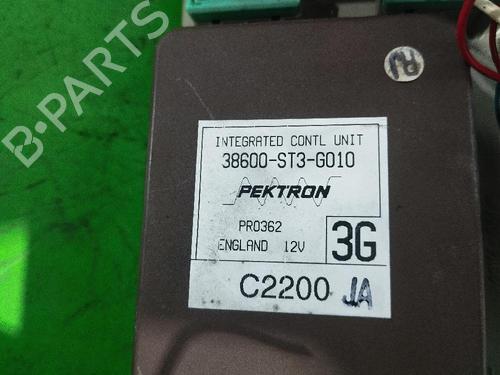 INTEGRATED CONTL UNIT
38600-ST3-G010
PEKTRON
PR0362
ENGLAND 12V
3G
C2200 JA
B-PARTS